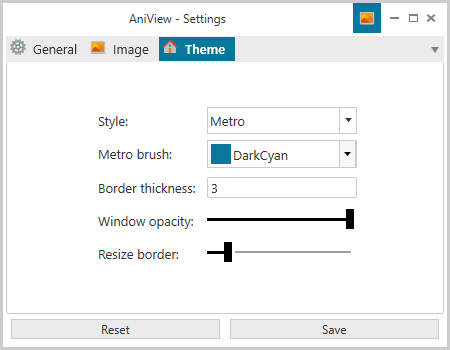 AniView - Settings
General Image Theme
Style: Metro
Metro brush: DarkCyan
Border thickness: 3
Window opacity:
Resize border:
Reset Save